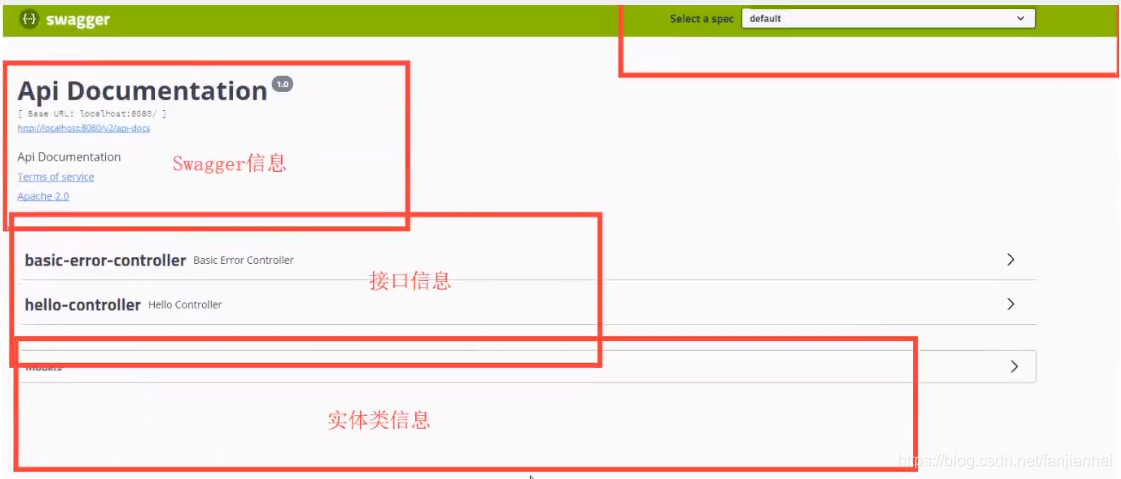 swagger
Select a spec default
Api Documentation 1.0
[ Base URL: localhost:8080/ ]
http://localhost:8080/v2/api-docs
Api Documentation
Swagger信息
Terms of service
Apache 2.0
basic-error-controller Basic Error Controller
接口信息
hello-controller Hello Controller
Models
实体类信息
https://blog.csdn.net/fanjianhai